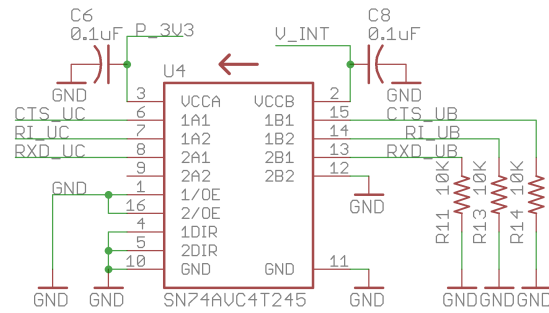 C6
0.1uF
P_3V3
V_INT
C8
0.1uF
U4
GND
GND
3 VCCA VCCB 2
CTS_UC 6 1A1 1B1 15 CTS_UB
RI_UC 7 1A2 1B2 14 RI_UB
RXD_UC 8 2A1 2B1 13 RXD_UB
9 2A2 2B2 12
GND 1 1/OE
16 2/OE GND
4 1DIR
5 2DIR
10 GND GND 11
R11 10K
R13 10K
R14 10K
GND GND SN74AVC4T245 GND GND GND GND